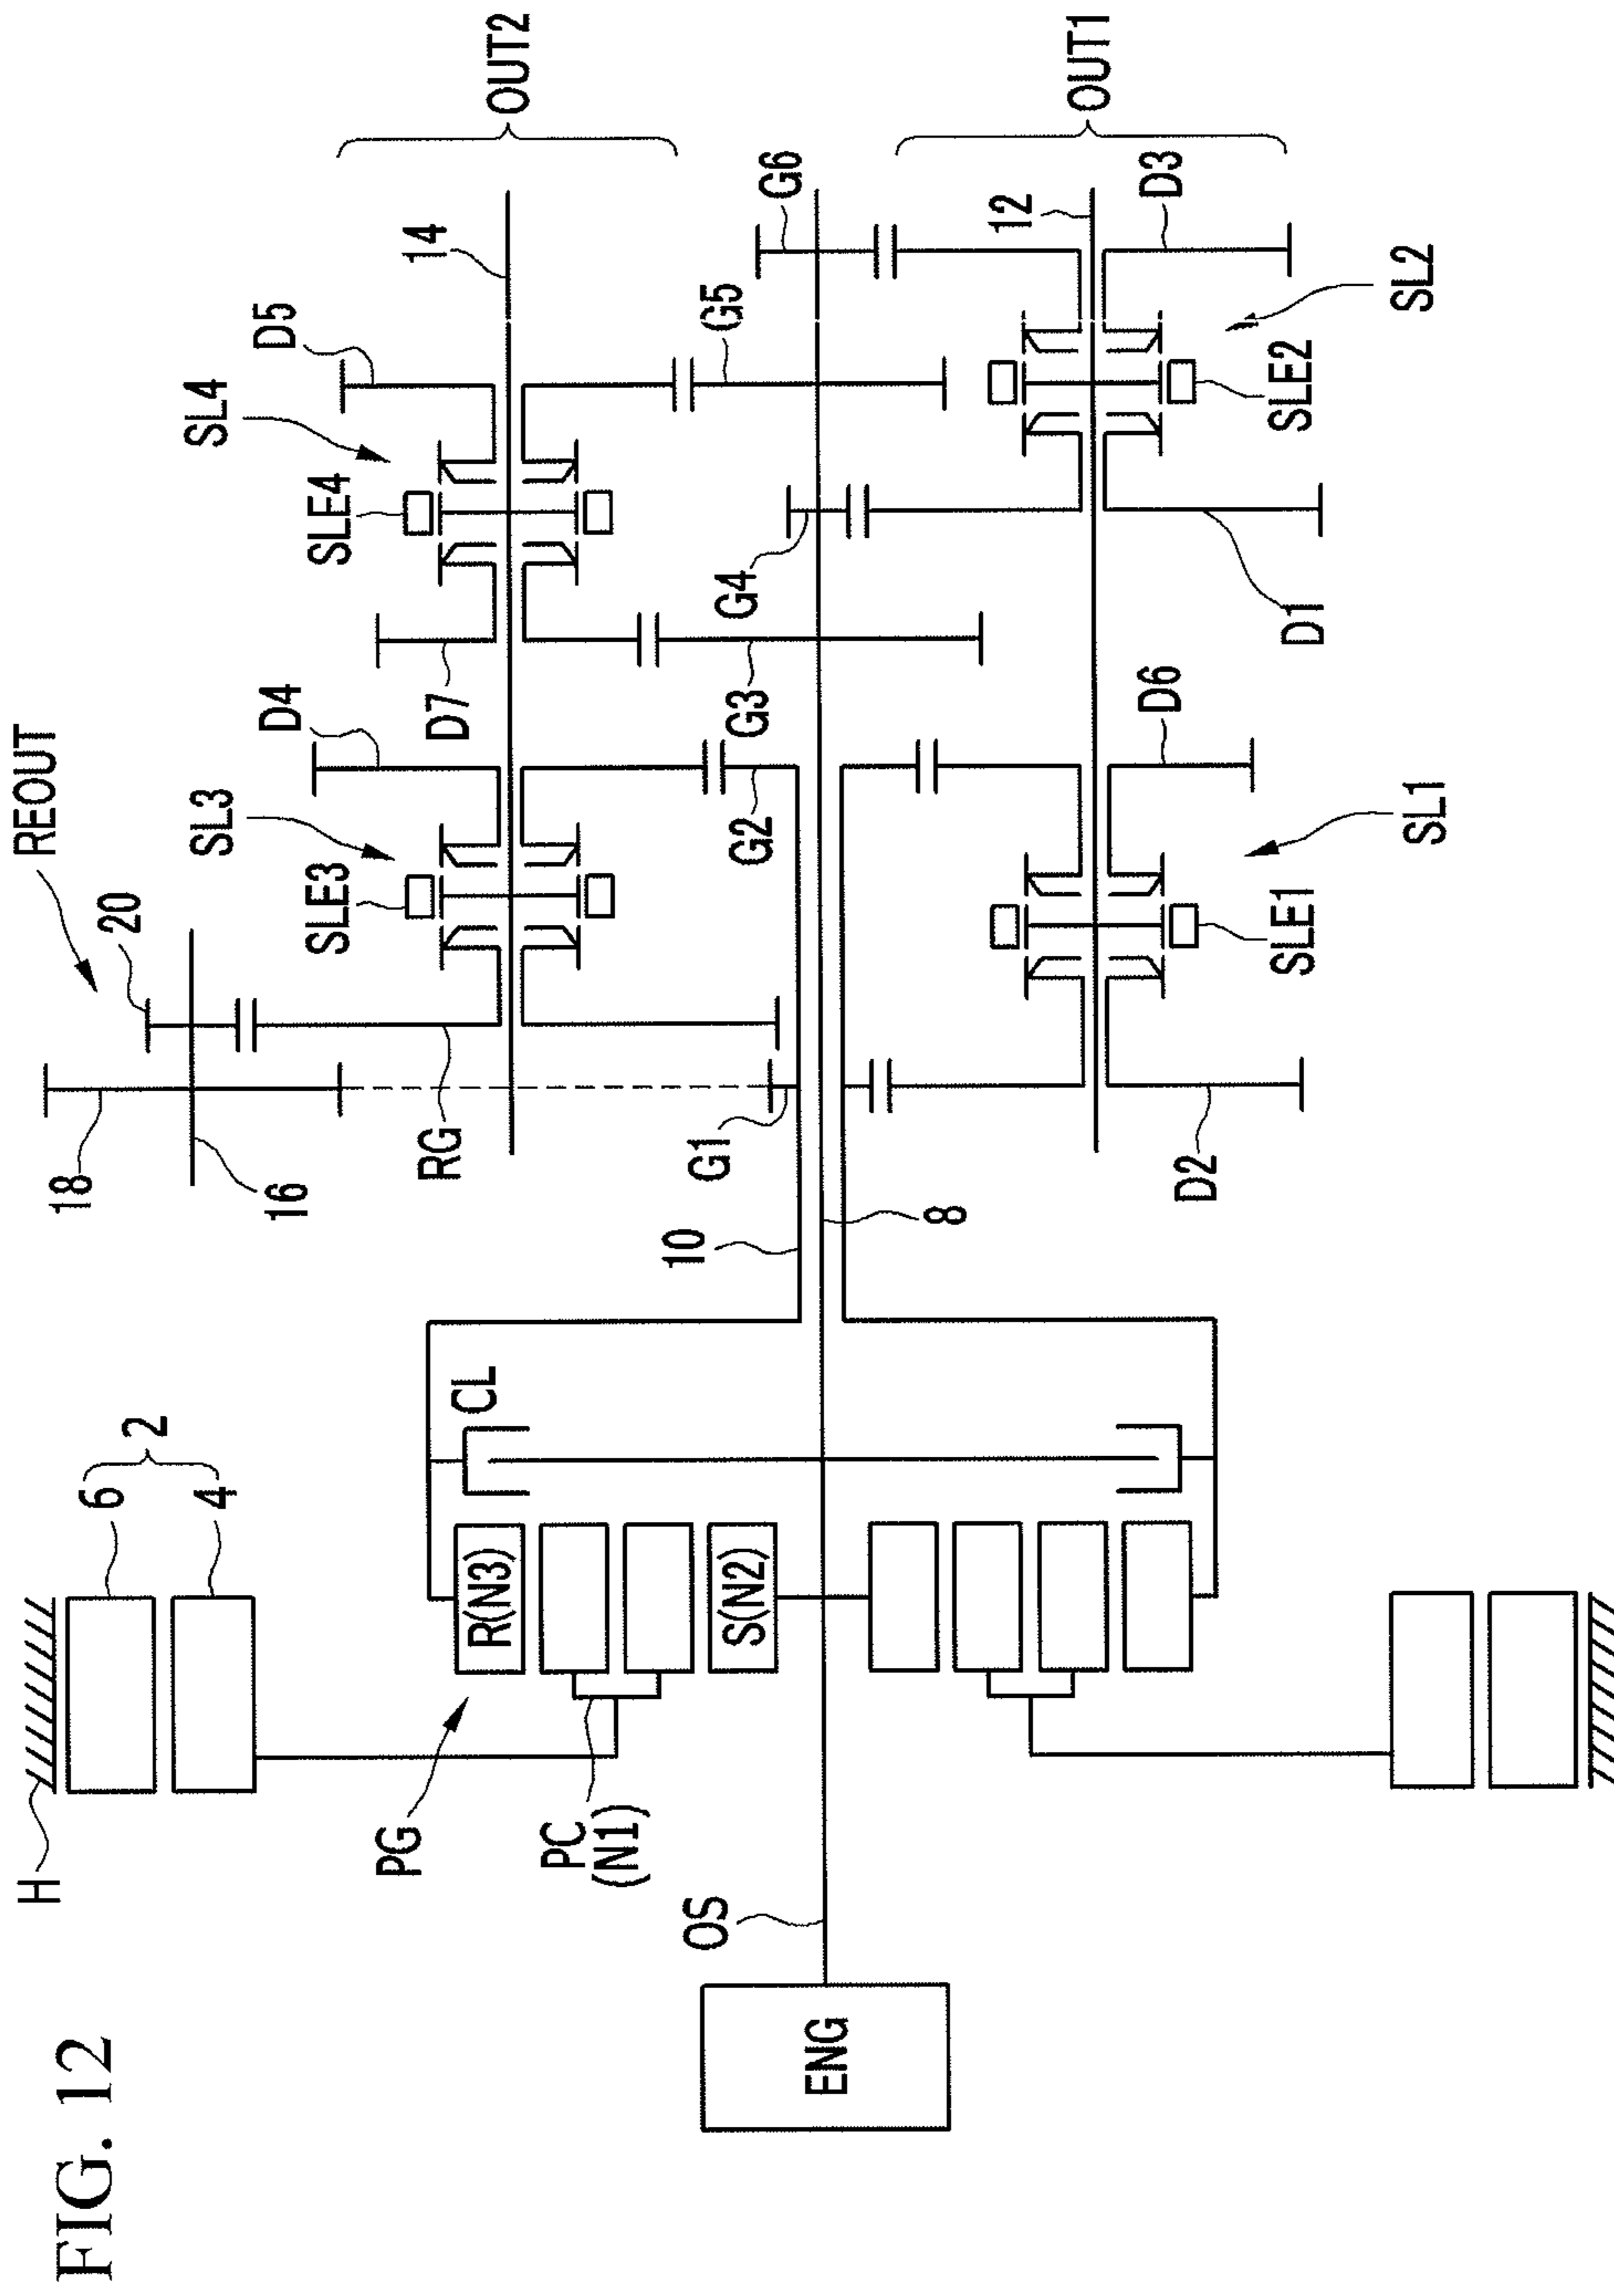 FIG. 12
REOUT
OUT2
OUT1
18
16
20
RG
SL3
SLE3
D4
D7
SL4
SLE4
D5
14
G1
G2
G3
G4
G5
G6
10
8
12
D2
SLE1
SL1
D6
D1
SLE2
SL2
D3
H
6
4
2
CL
R(N3)
S(N2)
PG
PC
(N1)
OS
ENG